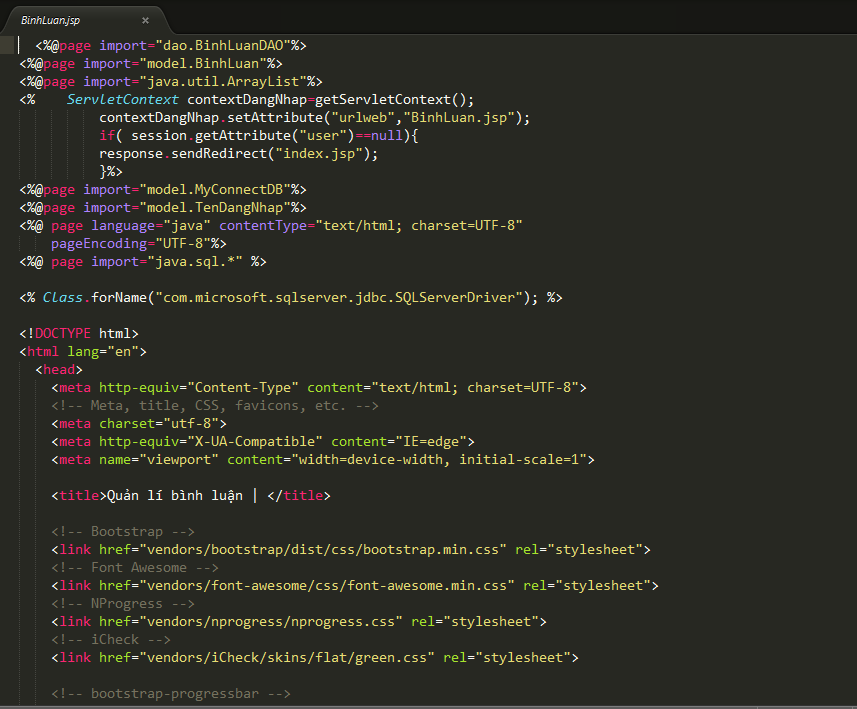 BinhLuan.jsp ×
<%@page import="dao.BinhLuanDAO"%>
<%@page import="model.BinhLuan"%>
<%@page import="java.util.ArrayList"%>
<% ServletContext contextDangNhap=getServletContext();
contextDangNhap.setAttribute("urlweb","BinhLuan.jsp");
if( session.getAttribute("user")==null){
response.sendRedirect("index.jsp");
}%>
<%@page import="model.MyConnectDB"%>
<%@page import="model.TenDangNhap"%>
<%@ page language="java" contentType="text/html; charset=UTF-8"
pageEncoding="UTF-8"%>
<%@ page import="java.sql.*" %>
<% Class.forName("com.microsoft.sqlserver.jdbc.SQLServerDriver"); %>
<!DOCTYPE html>
<html lang="en">
<head>
<meta http-equiv="Content-Type" content="text/html; charset=UTF-8">
<!-- Meta, title, CSS, favicons, etc. -->
<meta charset="utf-8">
<meta http-equiv="X-UA-Compatible" content="IE=edge">
<meta name="viewport" content="width=device-width, initial-scale=1">
<title>Quản lí bình luận | </title>
<!-- Bootstrap -->
<link href="vendors/bootstrap/dist/css/bootstrap.min.css" rel="stylesheet">
<!-- Font Awesome -->
<link href="vendors/font-awesome/css/font-awesome.min.css" rel="stylesheet">
<!-- NProgress -->
<link href="vendors/nprogress/nprogress.css" rel="stylesheet">
<!-- iCheck -->
<link href="vendors/iCheck/skins/flat/green.css" rel="stylesheet">
<!-- bootstrap-progressbar -->